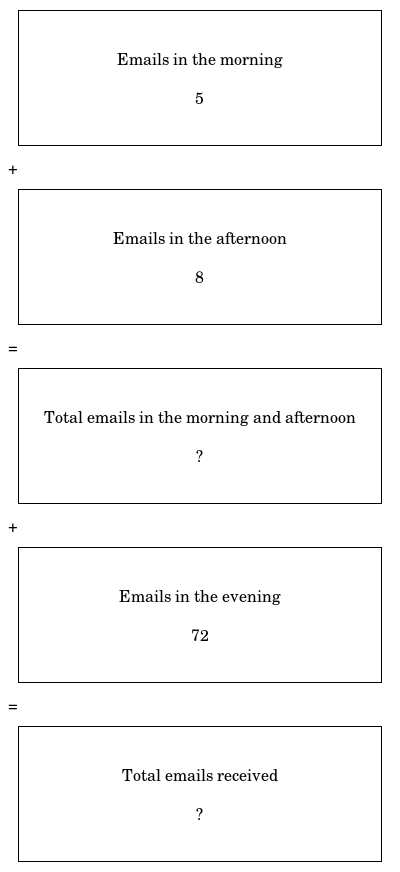 Emails in the morning
5
+
Emails in the afternoon
8
=
Total emails in the morning and afternoon
?
+
Emails in the evening
72
=
Total emails received
?